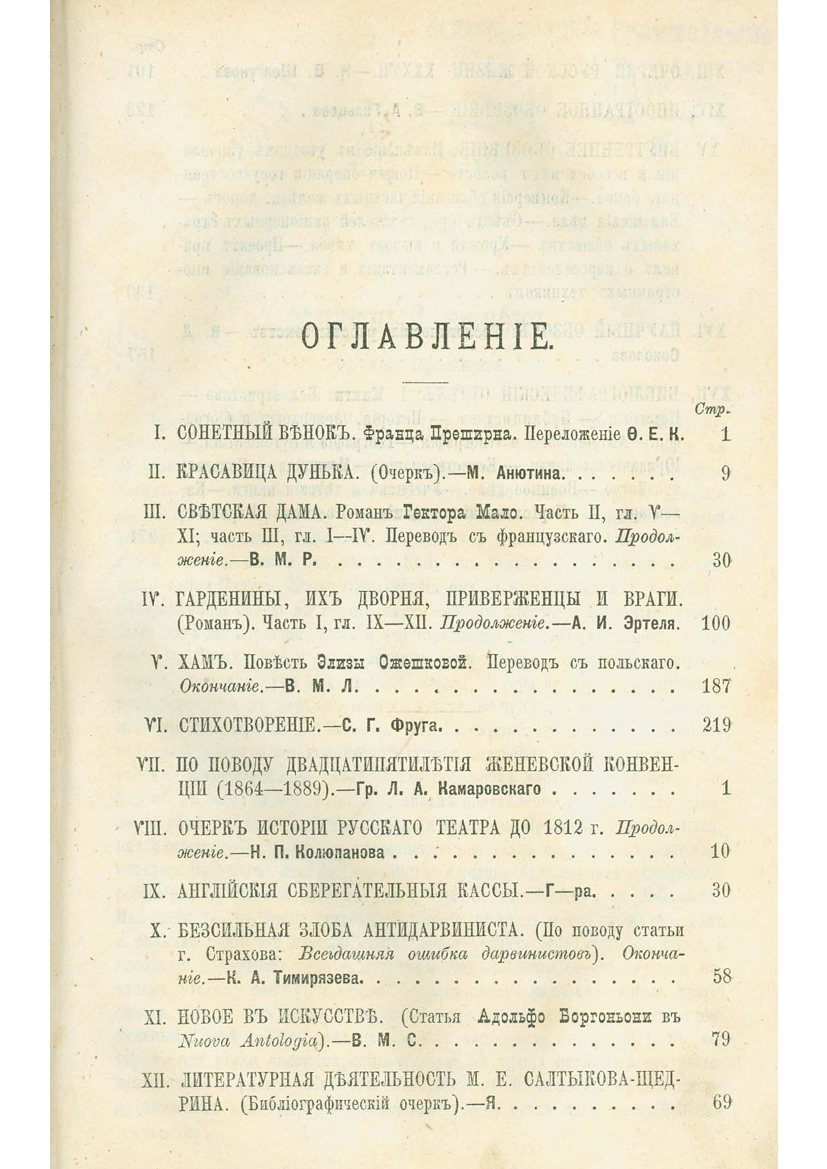 ОГЛАВЛЕНІЕ.
Стр.
I. СОНЕТНЫЙ ВѢНОКЪ. Франца Преширна. Переложеніе Ѳ. Е. К. 1
II. КРАСАВИЦА ДУНЬКА. (Очеркъ).—М. Анютина. . . . . . . 9
III. СВѢТСКАЯ ДАМА. Романъ Гектора Мало. Часть II, гл. V—
XI; часть III, гл. I—IV. Переводъ съ французскаго. Продол-
женіе.—В. М. Р. . . . . . . . . . . . . . . . . . . 30
IV. ГАРДЕНИНЫ, ИХЪ ДВОРНЯ, ПРИВЕРЖЕНЦЫ И ВРАГИ.
(Романъ). Часть I, гл. IX—XII. Продолженіе.—А. И. Эртеля. 100
V. ХАМЪ. Повѣсть Элизы Ожешковой. Переводъ съ польскаго.
Окончаніе.—В. М. Л. . . . . . . . . . . . . . . . . 187
VI. СТИХОТВОРЕНІЕ.—С. Г. Фруга. . . . . . . . . . . . . 219
VII. ПО ПОВОДУ ДВАДЦАТИПЯТИЛѢТІЯ ЖЕНЕВСКОЙ КОНВЕН-
ЦІИ (1864—1889).—Гр. Л. А. Камаровскаго . . . . . . . 1
VIII. ОЧЕРКЪ ИСТОРІИ РУССКАГО ТЕАТРА ДО 1812 г. Продол-
женіе.—Н. П. Колюпанова . . . . . . . . . . . . . . . 10
IX. АНГЛІЙСКІЯ СБЕРЕГАТЕЛЬНЫЯ КАССЫ.—Г—ра. . . . . 30
X. БЕЗСИЛЬНАЯ ЗЛОБА АНТИДАРВИНИСТА. (По поводу статьи
г. Страхова: Всегдашняя ошибка дарвинистовъ). Оконча-
ніе.—К. А. Тимирязева. . . . . . . . . . . . . . . . . 58
XI. НОВОЕ ВЪ ИСКУССТВѢ. (Статья Адольфо Боргоньони въ
Nuova Antologia).—В. М. С. . . . . . . . . . . . . . 79
XII. ЛИТЕРАТУРНАЯ ДѢЯТЕЛЬНОСТЬ М. Е. САЛТЫКОВА-ЩЕД-
РИНА. (Библіографическій очеркъ).—Я. . . . . . . . . . 69